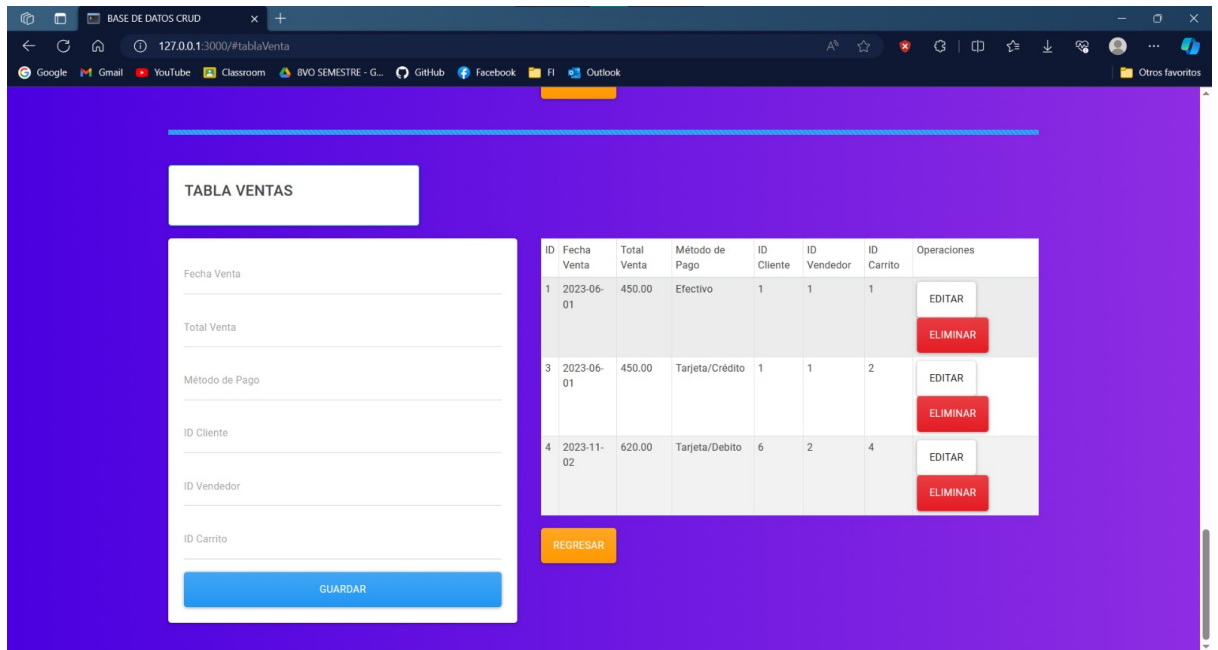 BASE DE DATOS CRUD
127.0.0.1:3000/#tablaVenta
Google
Gmail
YouTube
Classroom
8VO SEMESTRE - G...
GitHub
Facebook
FI
Outlook
Otros favoritos
TABLA VENTAS
Fecha Venta
Total Venta
Método de Pago
ID Cliente
ID Vendedor
ID Carrito
GUARDAR
ID Fecha Venta Total Venta Método de Pago ID Cliente ID Vendedor ID Carrito Operaciones
1 2023-06-01 450.00 Efectivo 1 1 1 EDITAR
ELIMINAR
3 2023-06-01 450.00 Tarjeta/Crédito 1 1 2 EDITAR
ELIMINAR
4 2023-11-02 620.00 Tarjeta/Debito 6 2 4 EDITAR
ELIMINAR
REGRESAR